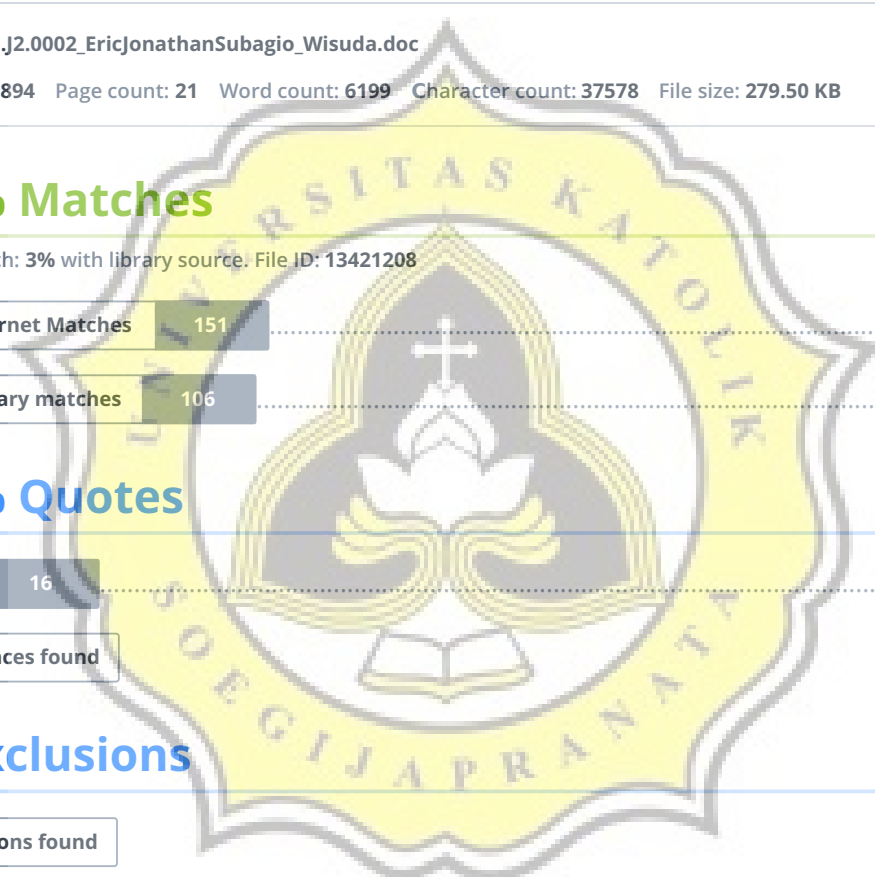 .J2.0002_EricJonathanSubagio_Wisuda.doc
894 Page count: 21 Word count: 6199 Character count: 37578 File size: 279.50 KB
UNIVERSITAS KATOLIK
Matches
h: 3% with library source. File ID: 13421208
rnet Matches 151
ary matches 106
Quotes
16
ces found
SOEGIJAPRANATA
xclusions
ons found